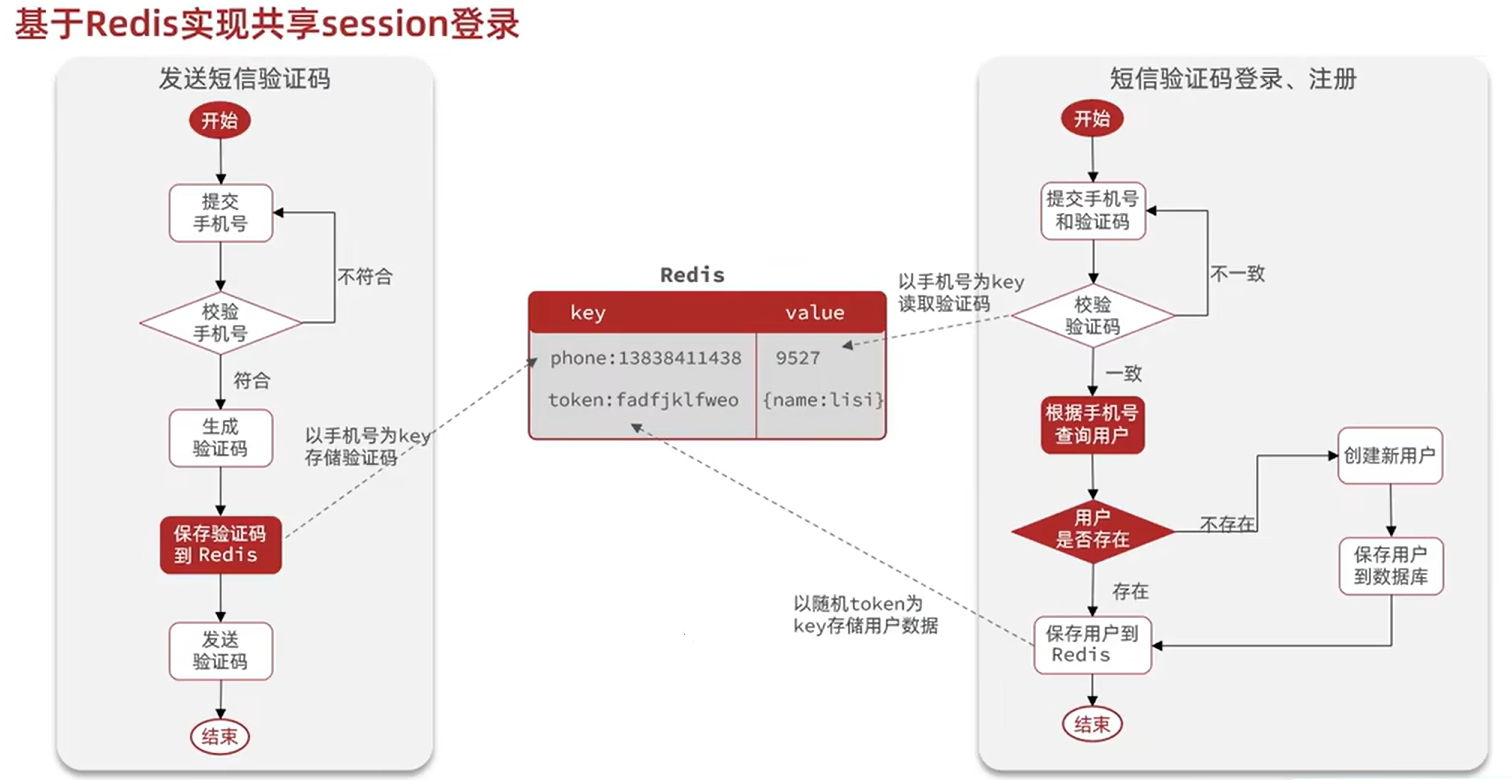 基于Redis实现共享session登录
发送短信验证码
开始
提交
手机号
不符合
校验
手机号
符合
生成
验证码
以手机号为key
存储验证码
保存验证码
到 Redis
发送
验证码
结束
Redis
key value
phone:13838411438 9527
token:fadfjklfweo {name:lisi}
短信验证码登录、注册
开始
提交手机号
和验证码
不一致
以手机号为key
读取验证码
校验
验证码
一致
根据手机号
查询用户
用户
是否存在
不存在
创建新用户
保存用户
到数据库
存在
以随机token为
key存储用户数据
保存用户到
Redis
结束